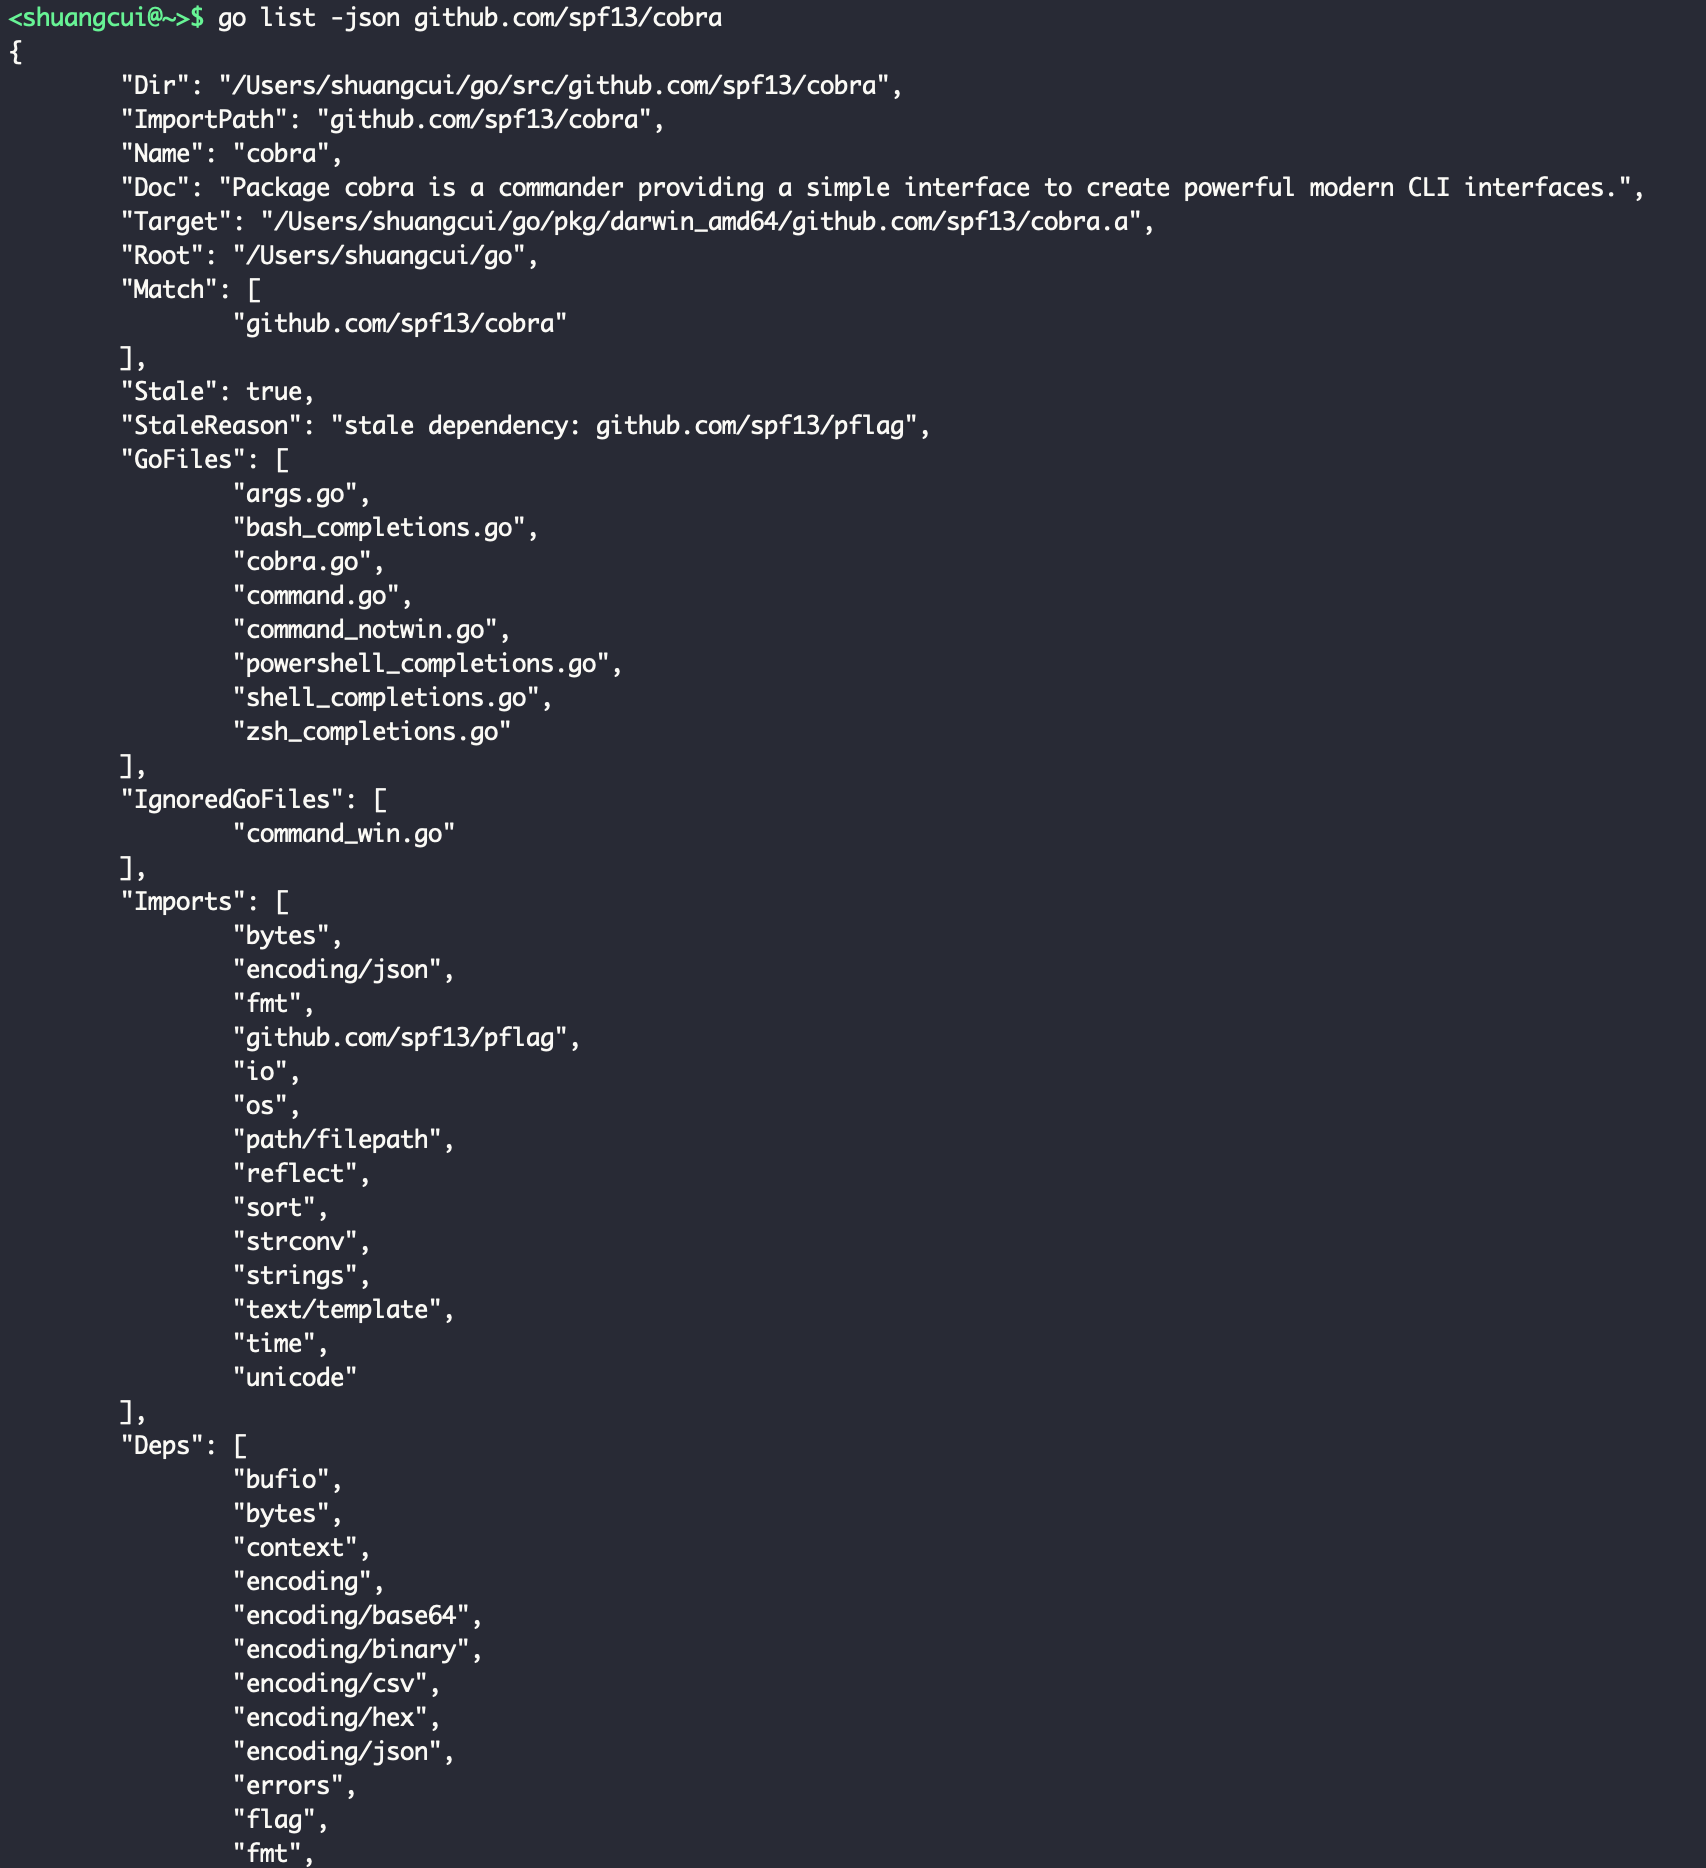 <shuangcui@~>$ go list -json github.com/spf13/cobra
{
        "Dir": "/Users/shuangcui/go/src/github.com/spf13/cobra",
        "ImportPath": "github.com/spf13/cobra",
        "Name": "cobra",
        "Doc": "Package cobra is a commander providing a simple interface to create powerful modern CLI interfaces.",
        "Target": "/Users/shuangcui/go/pkg/darwin_amd64/github.com/spf13/cobra.a",
        "Root": "/Users/shuangcui/go",
        "Match": [
                "github.com/spf13/cobra"
        ],
        "Stale": true,
        "StaleReason": "stale dependency: github.com/spf13/pflag",
        "GoFiles": [
                "args.go",
                "bash_completions.go",
                "cobra.go",
                "command.go",
                "command_notwin.go",
                "powershell_completions.go",
                "shell_completions.go",
                "zsh_completions.go"
        ],
        "IgnoredGoFiles": [
                "command_win.go"
        ],
        "Imports": [
                "bytes",
                "encoding/json",
                "fmt",
                "github.com/spf13/pflag",
                "io",
                "os",
                "path/filepath",
                "reflect",
                "sort",
                "strconv",
                "strings",
                "text/template",
                "time",
                "unicode"
        ],
        "Deps": [
                "bufio",
                "bytes",
                "context",
                "encoding",
                "encoding/base64",
                "encoding/binary",
                "encoding/csv",
                "encoding/hex",
                "encoding/json",
                "errors",
                "flag",
                "fmt",